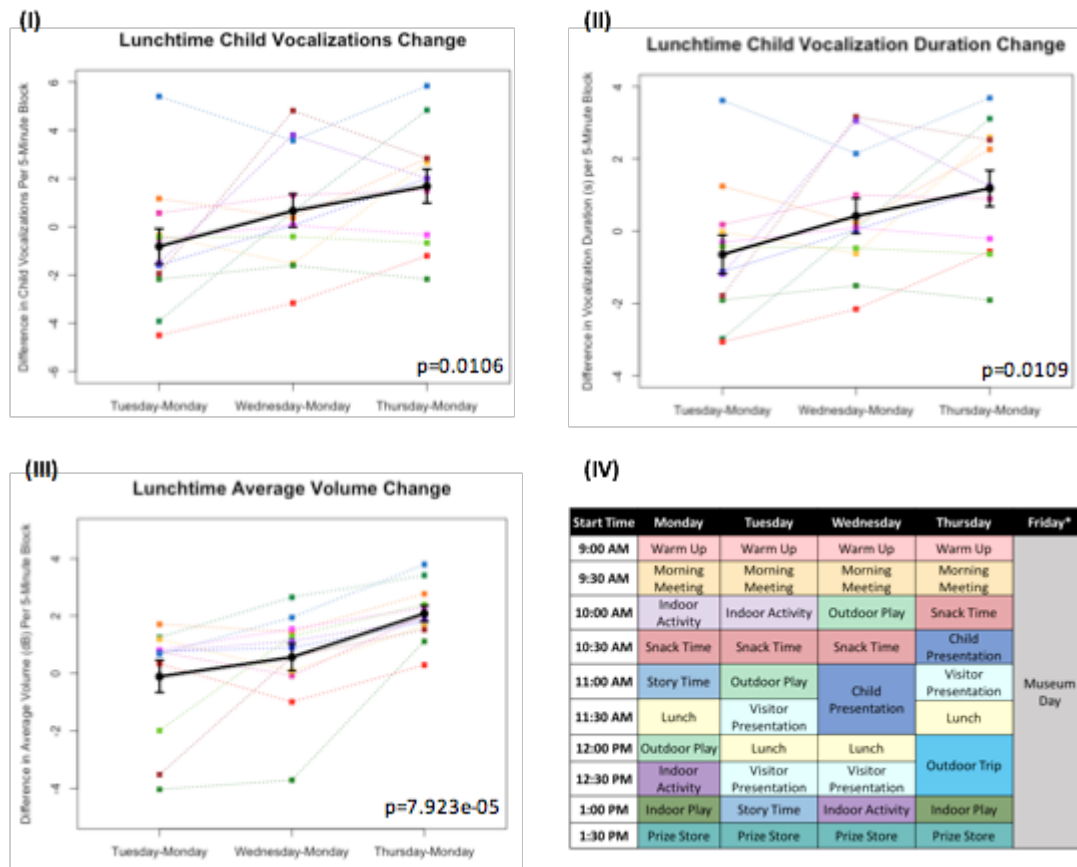 (I)
Lunchtime Child Vocalizations Change
Difference in Child Vocalizations Per 5-Minute Block
6
4
2
0
-2
-4
-6
p=0.0106
Tuesday-Monday Wednesday-Monday Thursday-Monday
(II)
Lunchtime Child Vocalization Duration Change
Difference in Vocalization Duration (s) per 5-Minute Block
4
2
0
-2
-4
p=0.0109
Tuesday-Monday Wednesday-Monday Thursday-Monday
(III)
Lunchtime Average Volume Change
Difference in Average Volume (dB) Per 5-Minute Block
4
2
0
-2
-4
p=7.923e-05
Tuesday-Monday Wednesday-Monday Thursday-Monday
(IV)
Start Time Monday Tuesday Wednesday Thursday Friday*
9:00 AM Warm Up Warm Up Warm Up Warm Up
9:30 AM Morning Meeting Morning Meeting Morning Meeting Morning Meeting
10:00 AM Indoor Activity Indoor Activity Outdoor Play Snack Time
10:30 AM Snack Time Snack Time Snack Time Child Presentation
11:00 AM Story Time Outdoor Play Child Presentation Visitor Presentation Museum Day
11:30 AM Lunch Visitor Presentation Lunch
12:00 PM Outdoor Play Lunch Lunch Outdoor Trip
12:30 PM Indoor Activity Visitor Presentation Visitor Presentation
1:00 PM Indoor Play Story Time Indoor Activity Indoor Play
1:30 PM Prize Store Prize Store Prize Store Prize Store